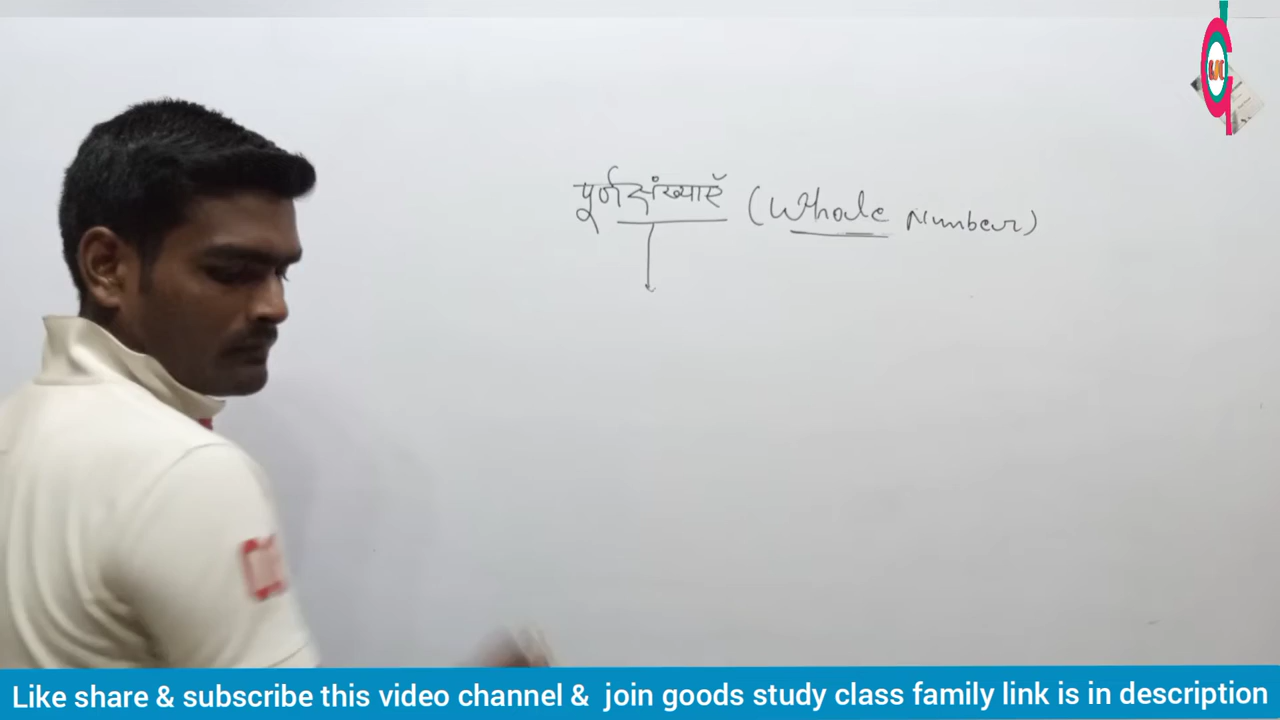 पूर्ण संख्याएँ (Whole Number)
Like share & subscribe this video channel & join goods study class family link is in description